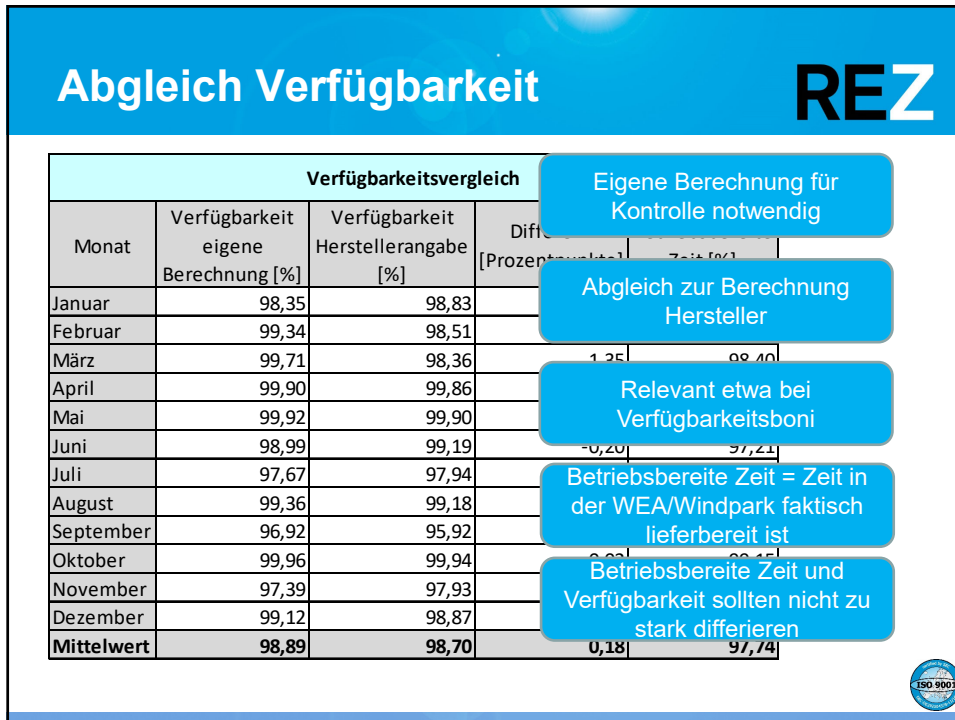 Abgleich Verfügbarkeit
REZ
Verfügbarkeitsvergleich
Monat
Verfügbarkeit
eigene
Berechnung [%]
Verfügbarkeit
Herstellerangabe
[%]
[Prozentpunkte]
Zeit [%]
Januar 98,35 98,83
Februar 99,34 98,51
März 99,71 98,36 1,35 98,40
April 99,90 99,86
Mai 99,92 99,90
Juni 98,99 99,19 -0,20 97,21
Juli 97,67 97,94
August 99,36 99,18
September 96,92 95,92
Oktober 99,96 99,94
November 97,39 97,93
Dezember 99,12 98,87
Mittelwert 98,89 98,70 0,18 97,74
Eigene Berechnung für
Kontrolle notwendig
Abgleich zur Berechnung
Hersteller
Relevant etwa bei
Verfügbarkeitsboni
Betriebsbereite Zeit = Zeit in
der WEA/Windpark faktisch
lieferbereit ist
Betriebsbereite Zeit und
Verfügbarkeit sollten nicht zu
stark differieren
ISO 9001